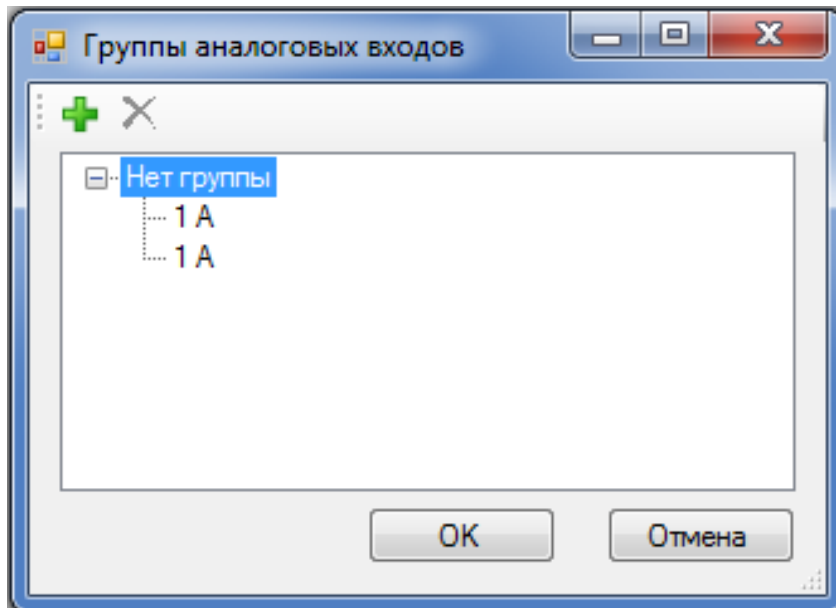 Группы аналоговых входов
Нет группы
1 A
1 A
OK
Отмена